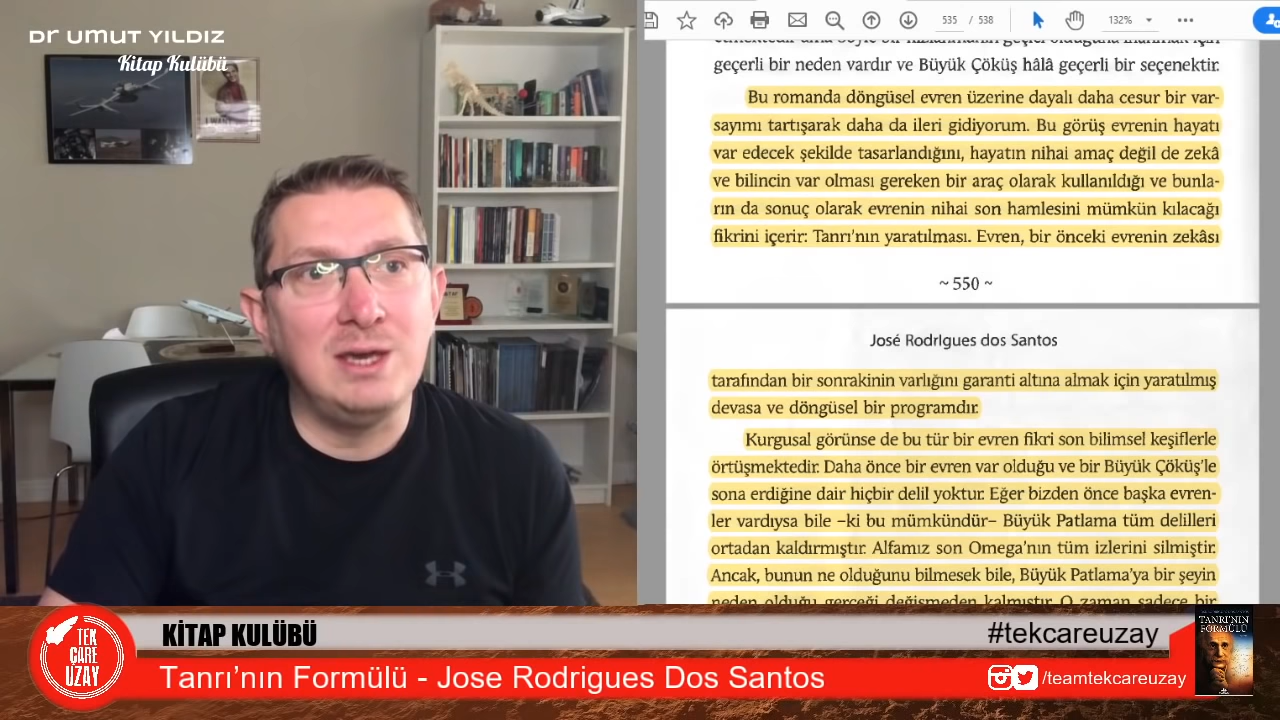 Dr UMUT YILDIZ
Kitap Kulübü
535 / 538
132%
geçerli bir neden vardır ve Büyük Çöküş hâlâ geçerli bir seçenektir.
Bu romanda döngüsel evren üzerine dayalı daha cesur bir var-
sayımı tartışarak daha da ileri gidiyorum. Bu görüş evrenin hayatı
var edecek şekilde tasarlandığını, hayatın nihai amaç değil de zekâ
ve bilincin var olması gereken bir araç olarak kullanıldığı ve bunla-
rın da sonuç olarak evrenin nihai son hamlesini mümkün kılacağı
fikrini içerir: Tanrı’nın yaratılması. Evren, bir önceki evrenin zekâsı
~ 550 ~
José Rodrigues dos Santos
tarafından bir sonrakinin varlığını garanti altına almak için yaratılmış
devasa ve döngüsel bir programdır.
Kurgusal görünse de bu tür bir evren fikri son bilimsel keşiflerle
örtüşmektedir. Daha önce bir evren var olduğu ve bir Büyük Çöküş’le
sona erdiğine dair hiçbir delil yoktur. Eğer bizden önce başka evren-
ler vardıysa bile –ki bu mümkündür– Büyük Patlama tüm delilleri
ortadan kaldırmıştır. Alfamız son Omega’nın tüm izlerini silmiştir.
Ancak, bunun ne olduğunu bilmesek bile, Büyük Patlama’ya bir şeyin
neden olduğu gerçeği değişmeden kalmıştır. O zaman sadece bir
TEK
ÇARE
UZAY
KİTAP KULÜBÜ
#tekcareuzay
Tanrı’nın Formülü - Jose Rodrigues Dos Santos
/teamtekcareuzay
TANRI'NIN
FORMÜLÜ